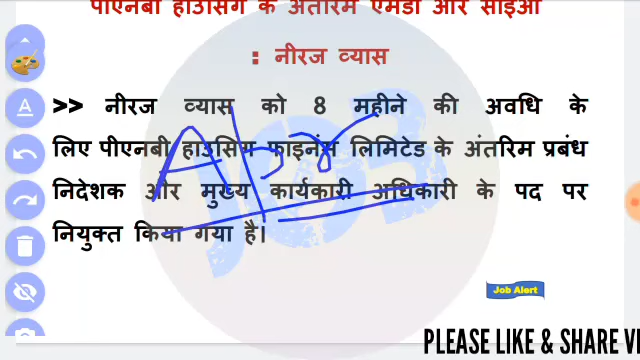 पीएनबी हाउसिंग के अंतरिम एमडी और सीईओ
: नीरज व्यास
>> नीरज व्यास को 8 महीने की अवधि के
लिए पीएनबी हाउसिंग फाइनेंस लिमिटेड के अंतरिम प्रबंध
निदेशक और मुख्य कार्यकारी अधिकारी के पद पर
नियुक्त किया गया है।
Job Alert
PLEASE LIKE & SHARE